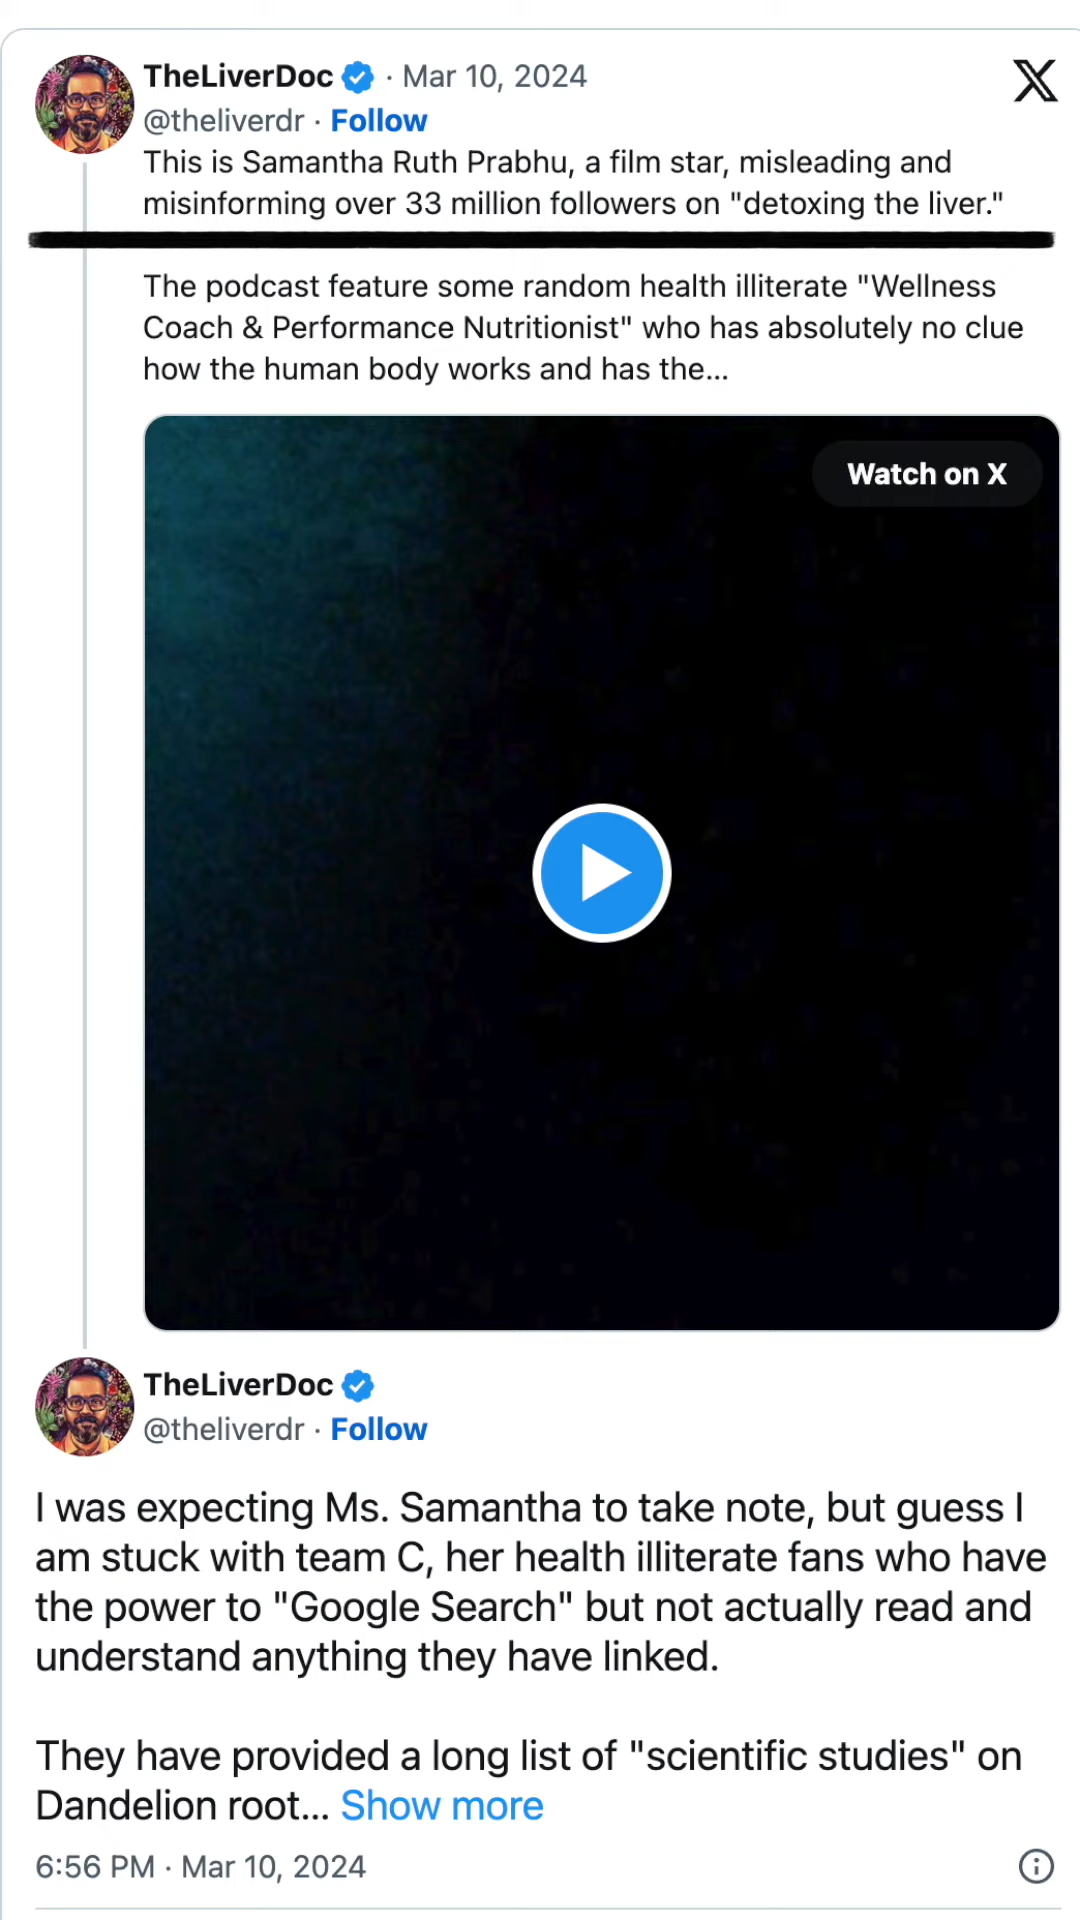 TheLiverDoc · Mar 10, 2024
@theliverdr · Follow
This is Samantha Ruth Prabhu, a film star, misleading and
misinforming over 33 million followers on "detoxing the liver."
The podcast feature some random health illiterate "Wellness
Coach & Performance Nutritionist" who has absolutely no clue
how the human body works and has the...
Watch on X
TheLiverDoc
@theliverdr · Follow
I was expecting Ms. Samantha to take note, but guess I
am stuck with team C, her health illiterate fans who have
the power to "Google Search" but not actually read and
understand anything they have linked.
They have provided a long list of "scientific studies" on
Dandelion root... Show more
6:56 PM · Mar 10, 2024